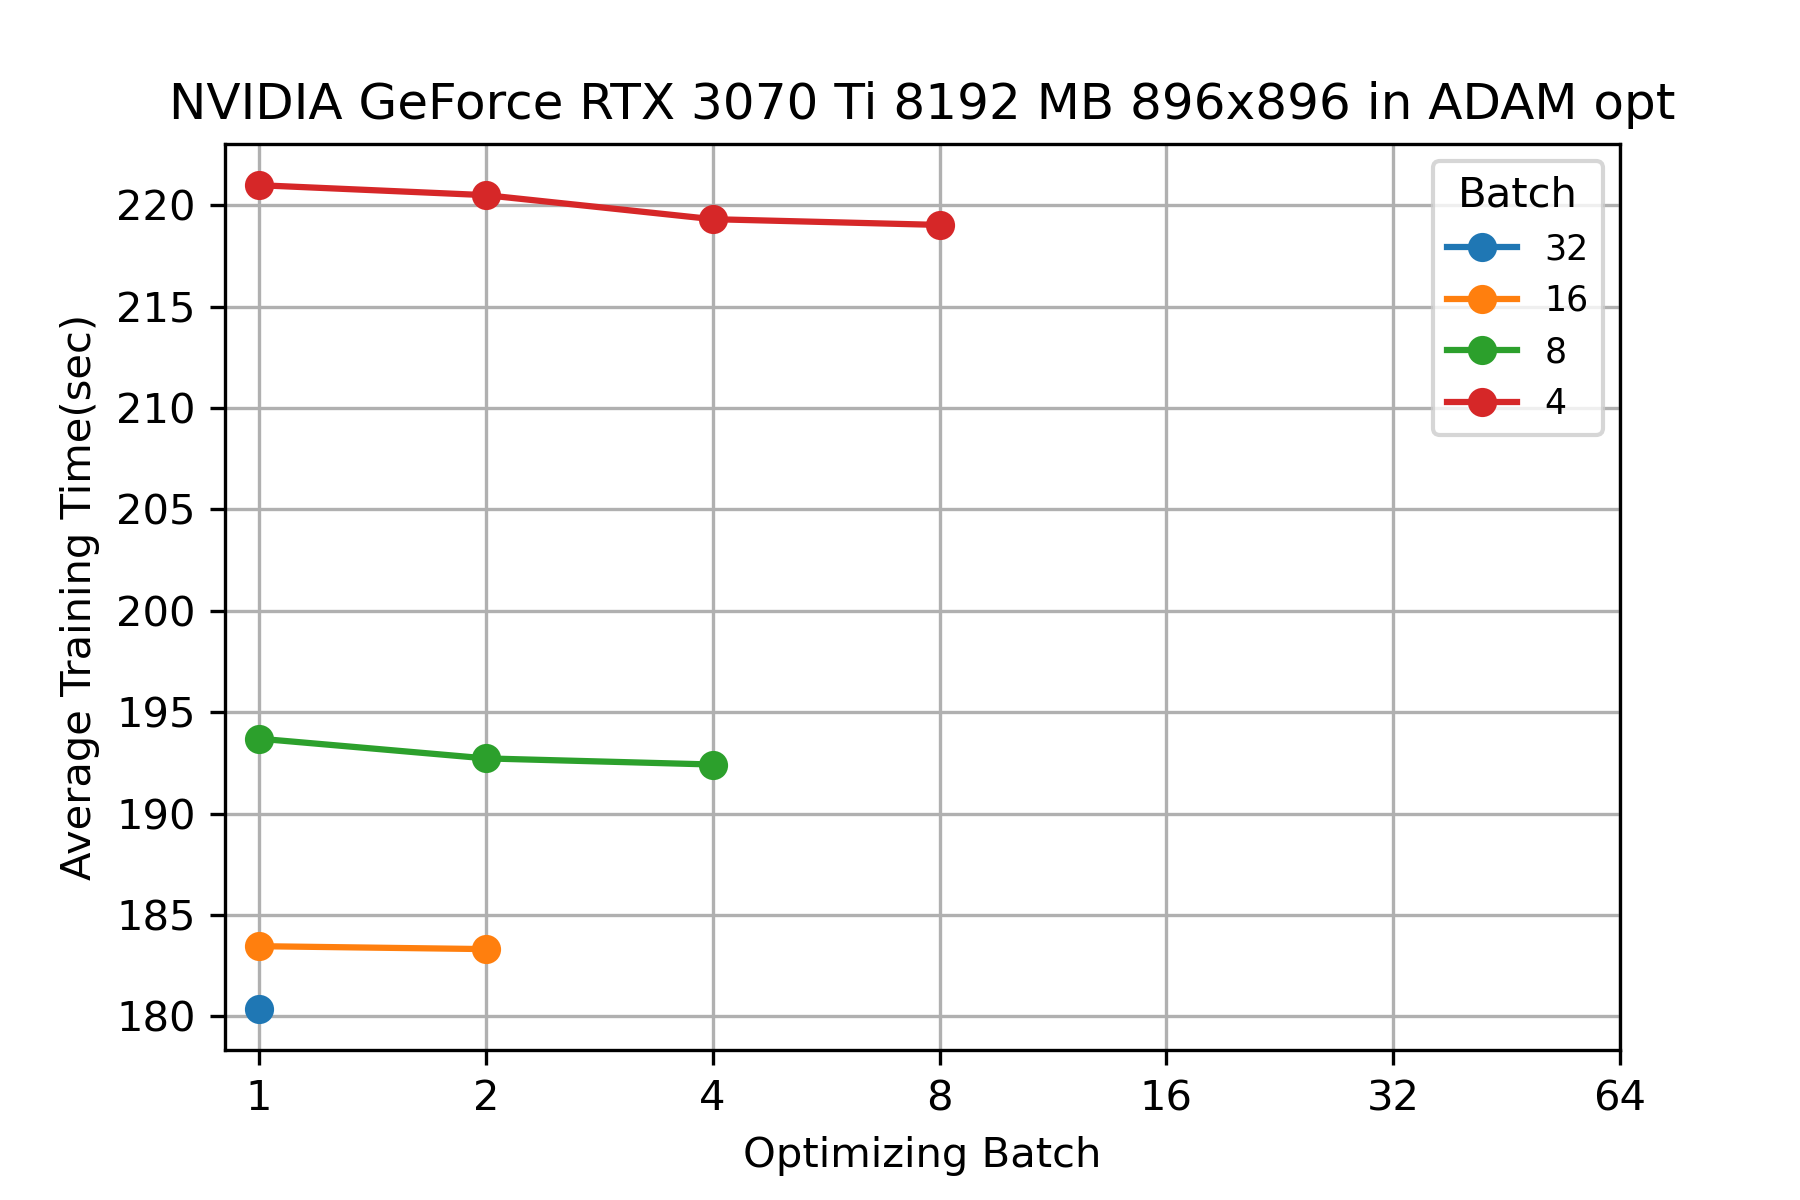 NVIDIA GeForce RTX 3070 Ti 8192 MB 896x896 in ADAM opt
Average Training Time(sec)
220
215
210
205
200
195
190
185
180
Batch
32
16
8
4
1 2 4 8 16 32 64
Optimizing Batch